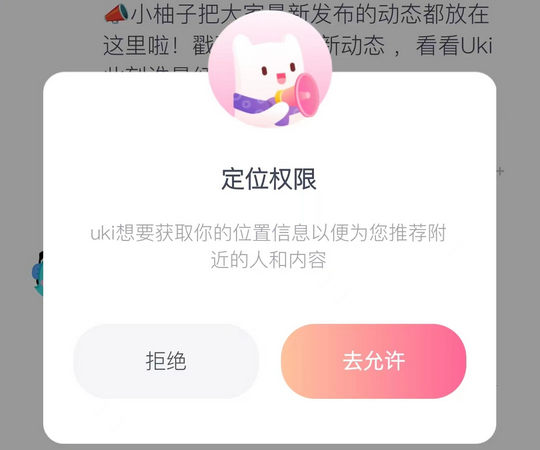 小柚子把大家最新发布的动态都放在
这里啦！戳
新动态，看看Uki
定位权限
uki想要获取你的位置信息以便为您推荐附
近的人和内容
拒绝
去允许